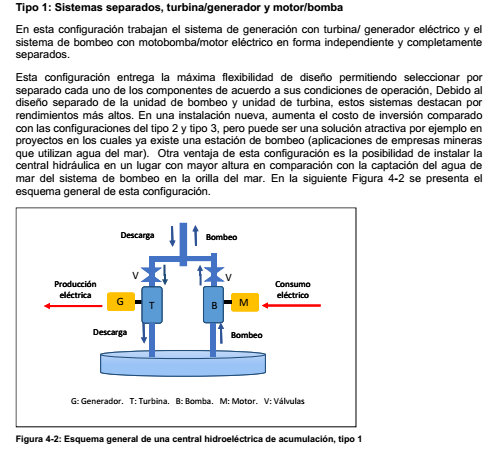 Tipo 1: Sistemas separados, turbina/generador y motor/bomba
En esta configuración trabajan el sistema de generación con turbina/ generador eléctrico y el
sistema de bombeo con motobomba/motor eléctrico en forma independiente y completamente
separados.
Esta configuración entrega la máxima flexibilidad de diseño permitiendo seleccionar por
separado cada uno de los componentes de acuerdo a sus condiciones de operación, Debido al
diseño separado de la unidad de bombeo y unidad de turbina, estos sistemas destacan por
rendimientos más altos. En una instalación nueva, aumenta el costo de inversión comparado
con las configuraciones del tipo 2 y tipo 3, pero puede ser una solución atractiva por ejemplo en
proyectos en los cuales ya existe una estación de bombeo (aplicaciones de empresas mineras
que utilizan agua del mar). Otra ventaja de esta configuración es la posibilidad de instalar la
central hidráulica en un lugar con mayor altura en comparación con la captación del agua de
mar del sistema de bombeo en la orilla del mar. En la siguiente Figura 4-2 se presenta el
esquema general de esta configuración.
Descarga
Bombeo
V
V
Producción
eléctrica
Consumo
eléctrico
G
T
B
M
Descarga
Bombeo
G: Generador. T: Turbina. B: Bomba. M: Motor. V: Válvulas
Figura 4-2: Esquema general de una central hidroeléctrica de acumulación, tipo 1